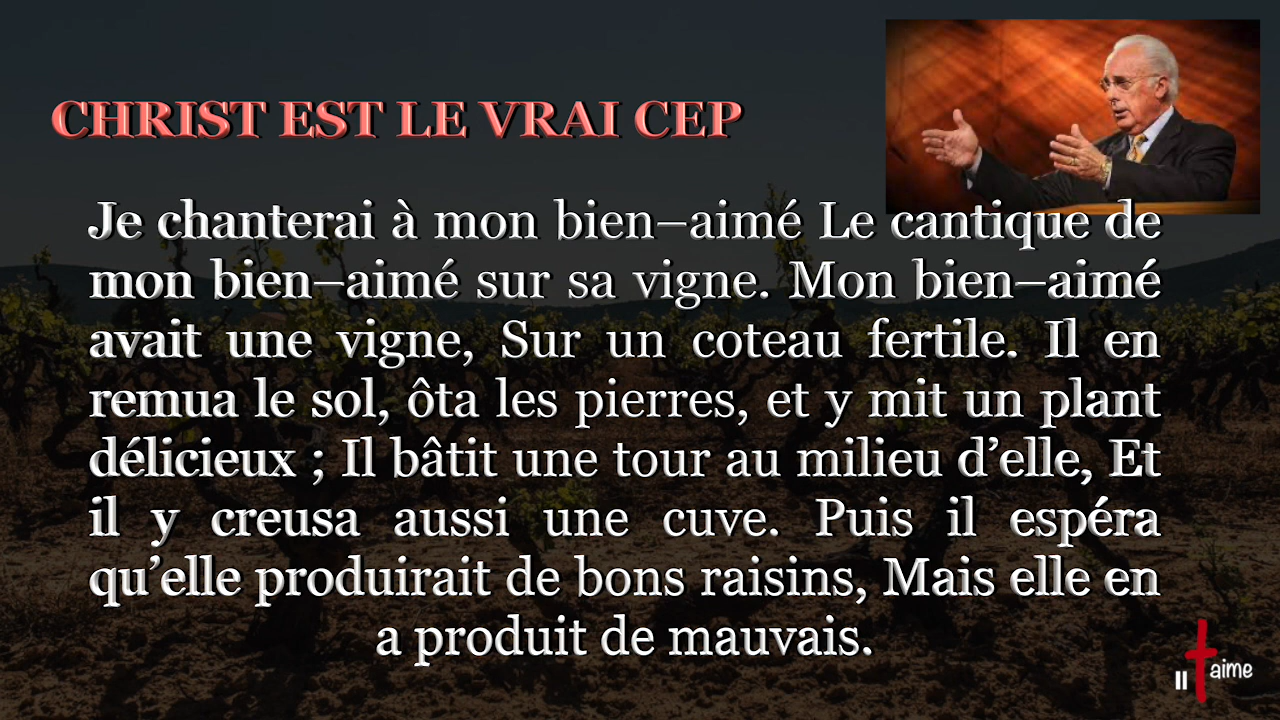 CHRIST EST LE VRAI CEP
Je chanterai à mon bien–aimé Le cantique de
mon bien–aimé sur sa vigne. Mon bien–aimé
avait une vigne, Sur un coteau fertile. Il en
remua le sol, ôta les pierres, et y mit un plant
délicieux ; Il bâtit une tour au milieu d’elle, Et
il y creusa aussi une cuve. Puis il espéra
qu’elle produirait de bons raisins, Mais elle en
a produit de mauvais.
Il t'aime